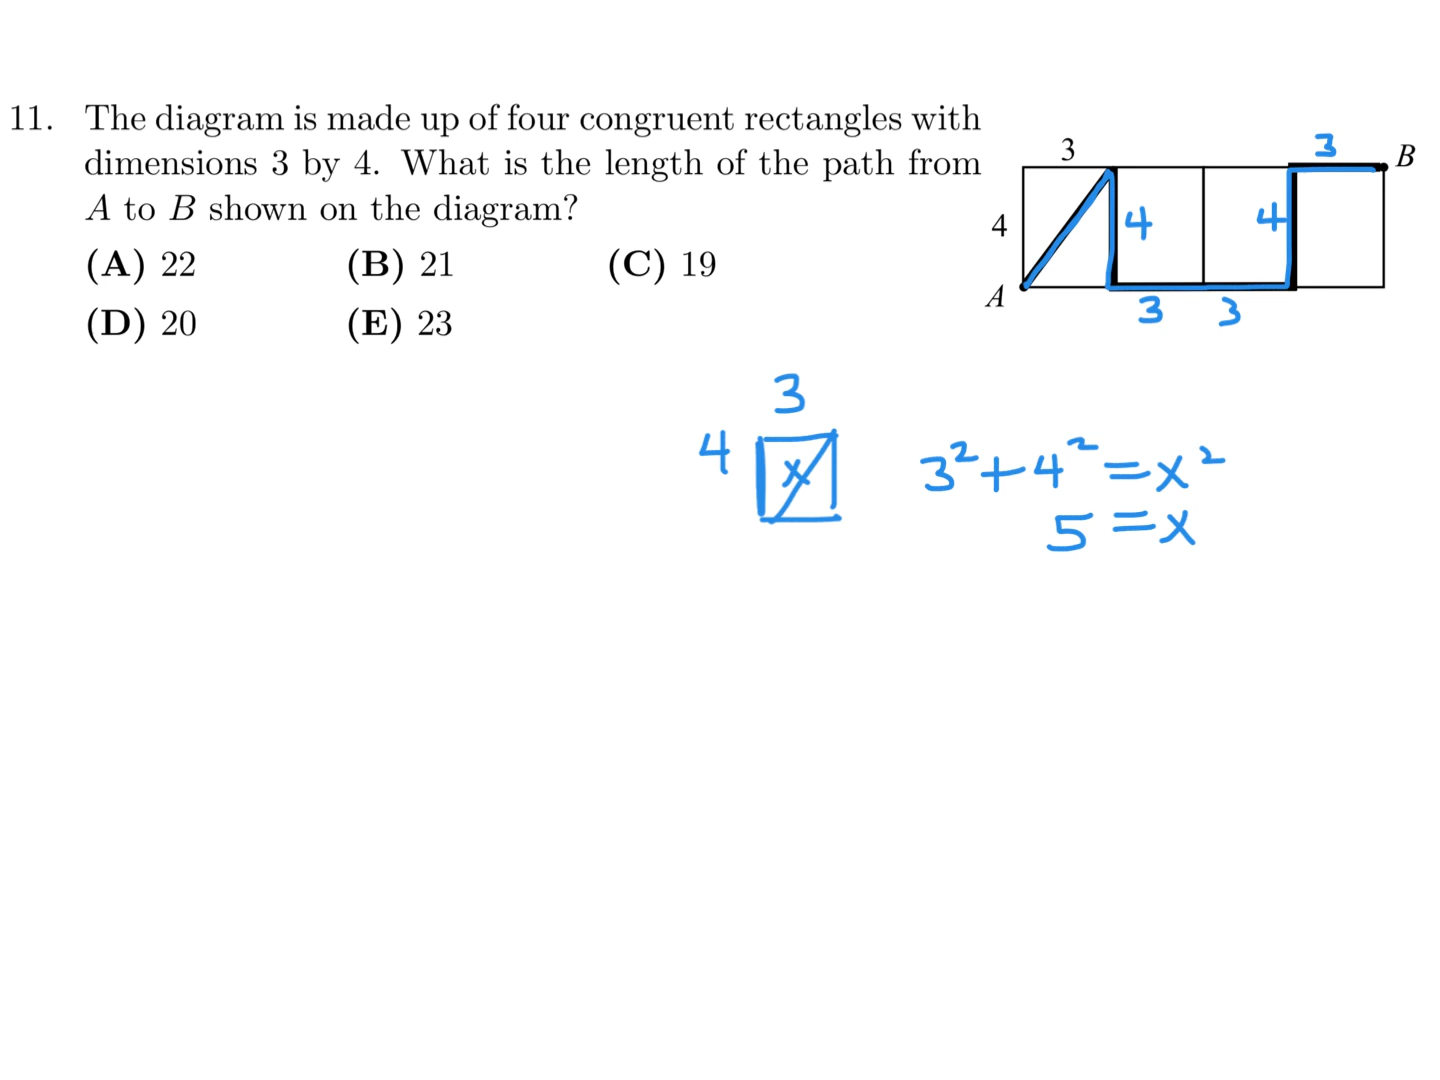 11. The diagram is made up of four congruent rectangles with
dimensions 3 by 4. What is the length of the path from
A to B shown on the diagram?
(A) 22 (B) 21 (C) 19
(D) 20 (E) 23
3 3 B
4 4 4
A
3 3
3
4 x
3² + 4² = x²
5 = x